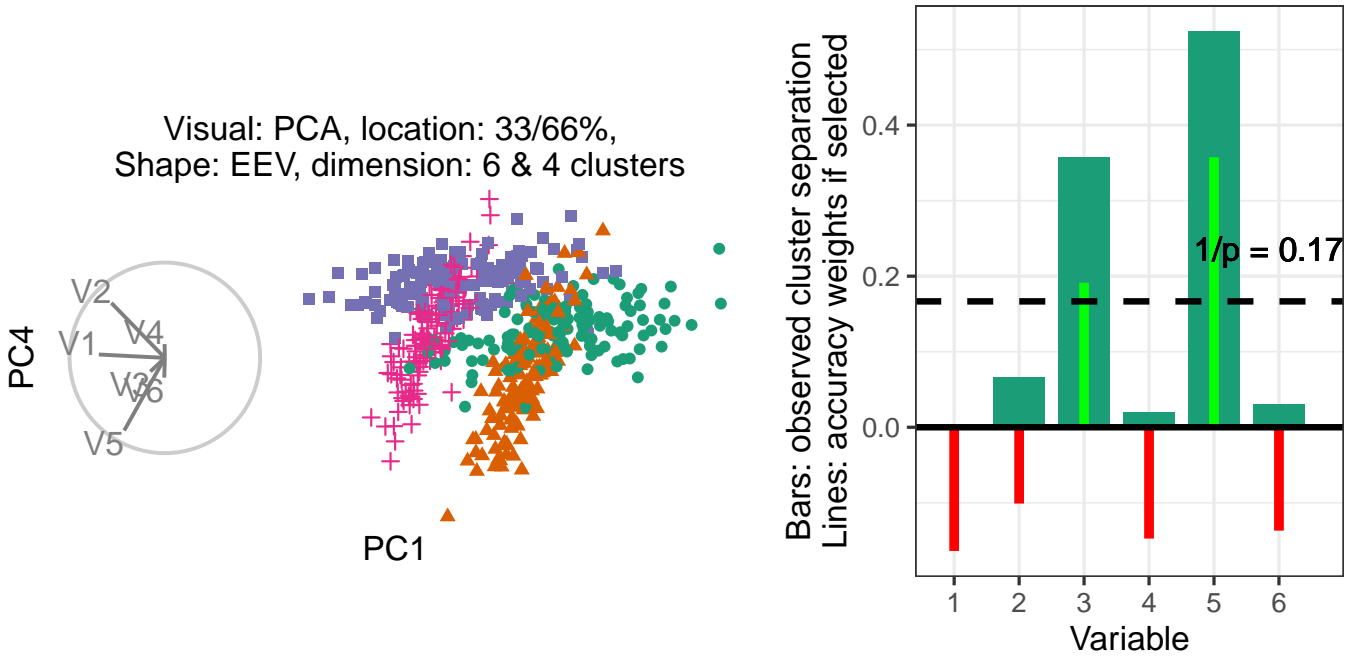 Visual: PCA, location: 33/66%,
Shape: EEV, dimension: 6 & 4 clusters
V2
V4
V1
V3
V6
V5
PC4
PC1
Bars: observed cluster separation
Lines: accuracy weights if selected
0.4
0.2
0.0
1/p = 0.17
1 2 3 4 5 6
Variable